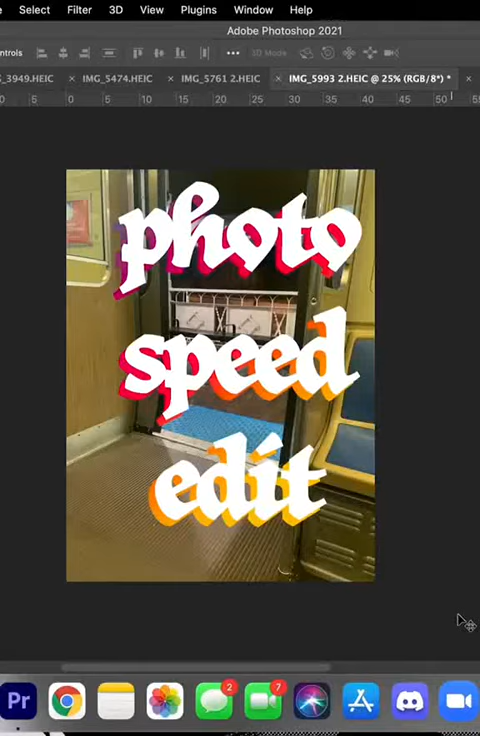 Select Filter 3D View Plugins Window Help
Adobe Photoshop 2021
ntrols 3D Mode
_3949.HEIC × IMG_5474.HEIC × IMG_5761 2.HEIC × IMG_5993 2.HEIC @ 25% (RGB/8*) * ×
5 0 5 10 15 20 25 30 35 40 45 50 55
photo
speed
edit
2 7
Pr